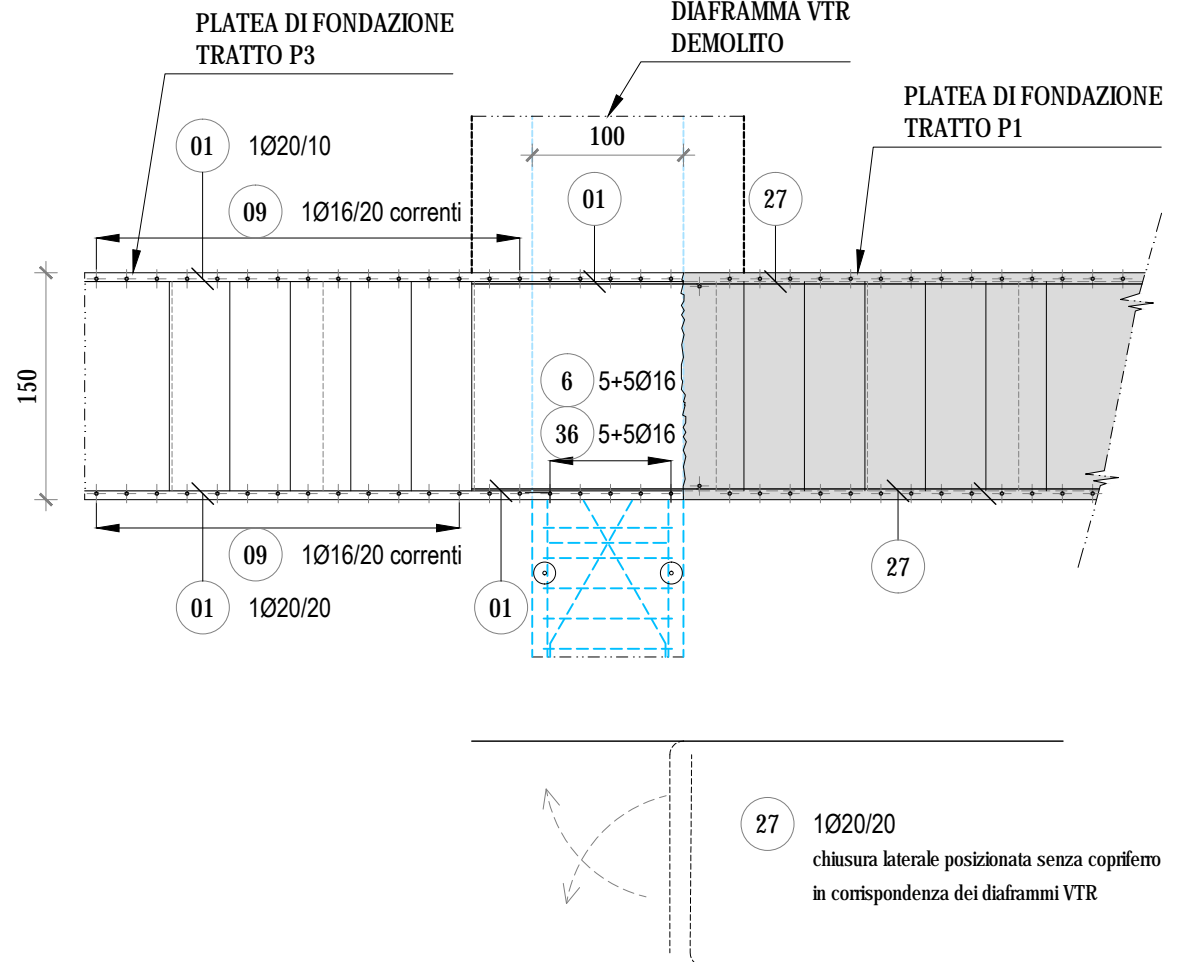 PLATEA DI FONDAZIONE
TRATTO P3
DIAFRAMMA VTR
DEMOLITO
PLATEA DI FONDAZIONE
TRATTO P1
01 1Ø20/10
100
09 1Ø16/20 correnti
01
27
150
6 5+5Ø16
36 5+5Ø16
09 1Ø16/20 correnti
27
01 1Ø20/20
01
27 1Ø20/20
chiusura laterale posizionata senza copriferro
in corrispondenza dei diaframmi VTR